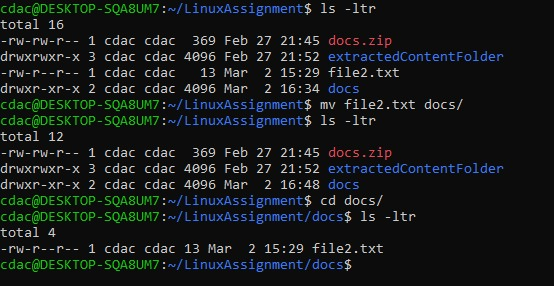 cdac@DESKTOP-SQA8UM7:~/LinuxAssignment$ ls -ltr
total 16
-rw-rw-r-- 1 cdac cdac  369 Feb 27 21:45 docs.zip
drwxrwxr-x 3 cdac cdac 4096 Feb 27 21:52 extractedContentFolder
-rw-r--r-- 1 cdac cdac   13 Mar  2 15:29 file2.txt
drwxr-xr-x 2 cdac cdac 4096 Mar  2 16:34 docs
cdac@DESKTOP-SQA8UM7:~/LinuxAssignment$ mv file2.txt docs/
cdac@DESKTOP-SQA8UM7:~/LinuxAssignment$ ls -ltr
total 12
-rw-rw-r-- 1 cdac cdac  369 Feb 27 21:45 docs.zip
drwxrwxr-x 3 cdac cdac 4096 Feb 27 21:52 extractedContentFolder
drwxr-xr-x 2 cdac cdac 4096 Mar  2 16:48 docs
cdac@DESKTOP-SQA8UM7:~/LinuxAssignment$ cd docs/
cdac@DESKTOP-SQA8UM7:~/LinuxAssignment/docs$ ls -ltr
total 4
-rw-r--r-- 1 cdac cdac 13 Mar  2 15:29 file2.txt
cdac@DESKTOP-SQA8UM7:~/LinuxAssignment/docs$